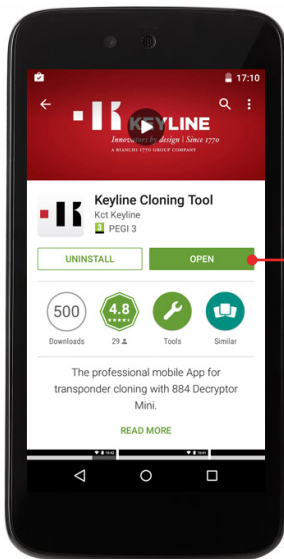 17:10
KEYLINE
Innovators by design | Since 1770
A BIANCHI 1770 GROUP COMPANY
Keyline Cloning Tool
Kct Keyline
3 PEGI 3
UNINSTALL
OPEN
500
4.8
Downloads
29
Tools
Similar
The professional mobile App for
transponder cloning with 884 Decryptor
Mini.
READ MORE